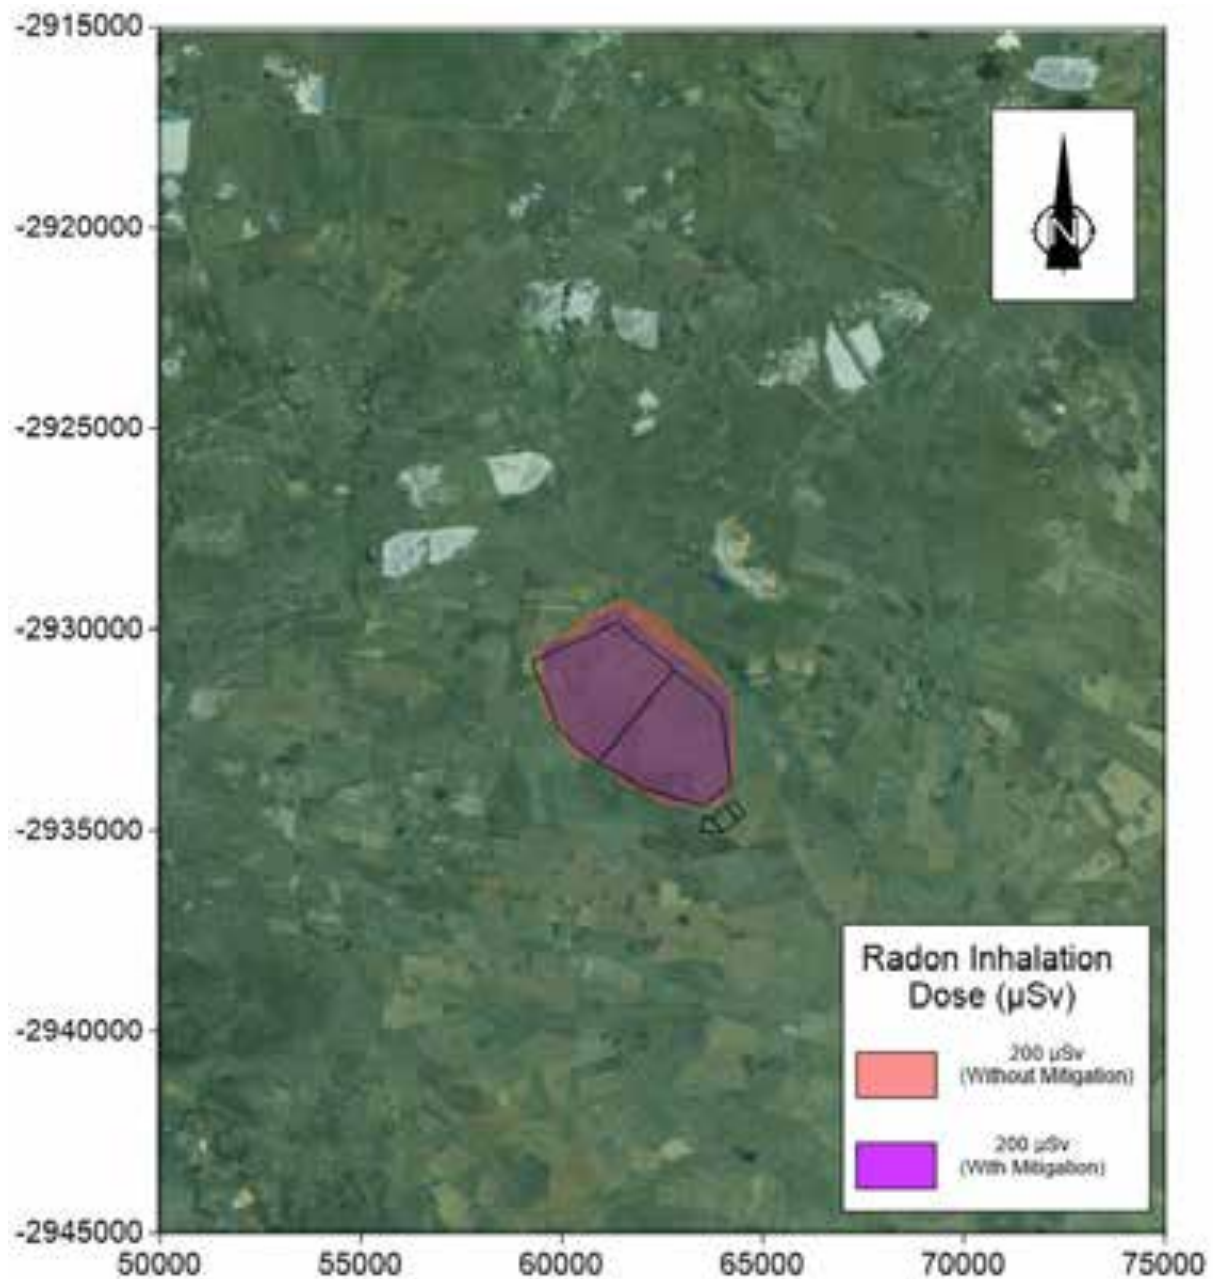 -2915000
-2920000
-2925000
-2930000
-2935000
-2940000
-2945000
50000 55000 60000 65000 70000 75000
N
Radon Inhalation
Dose (µSv)
200 µSv
(Without Mitigation)
200 µSv
(With Mitigation)